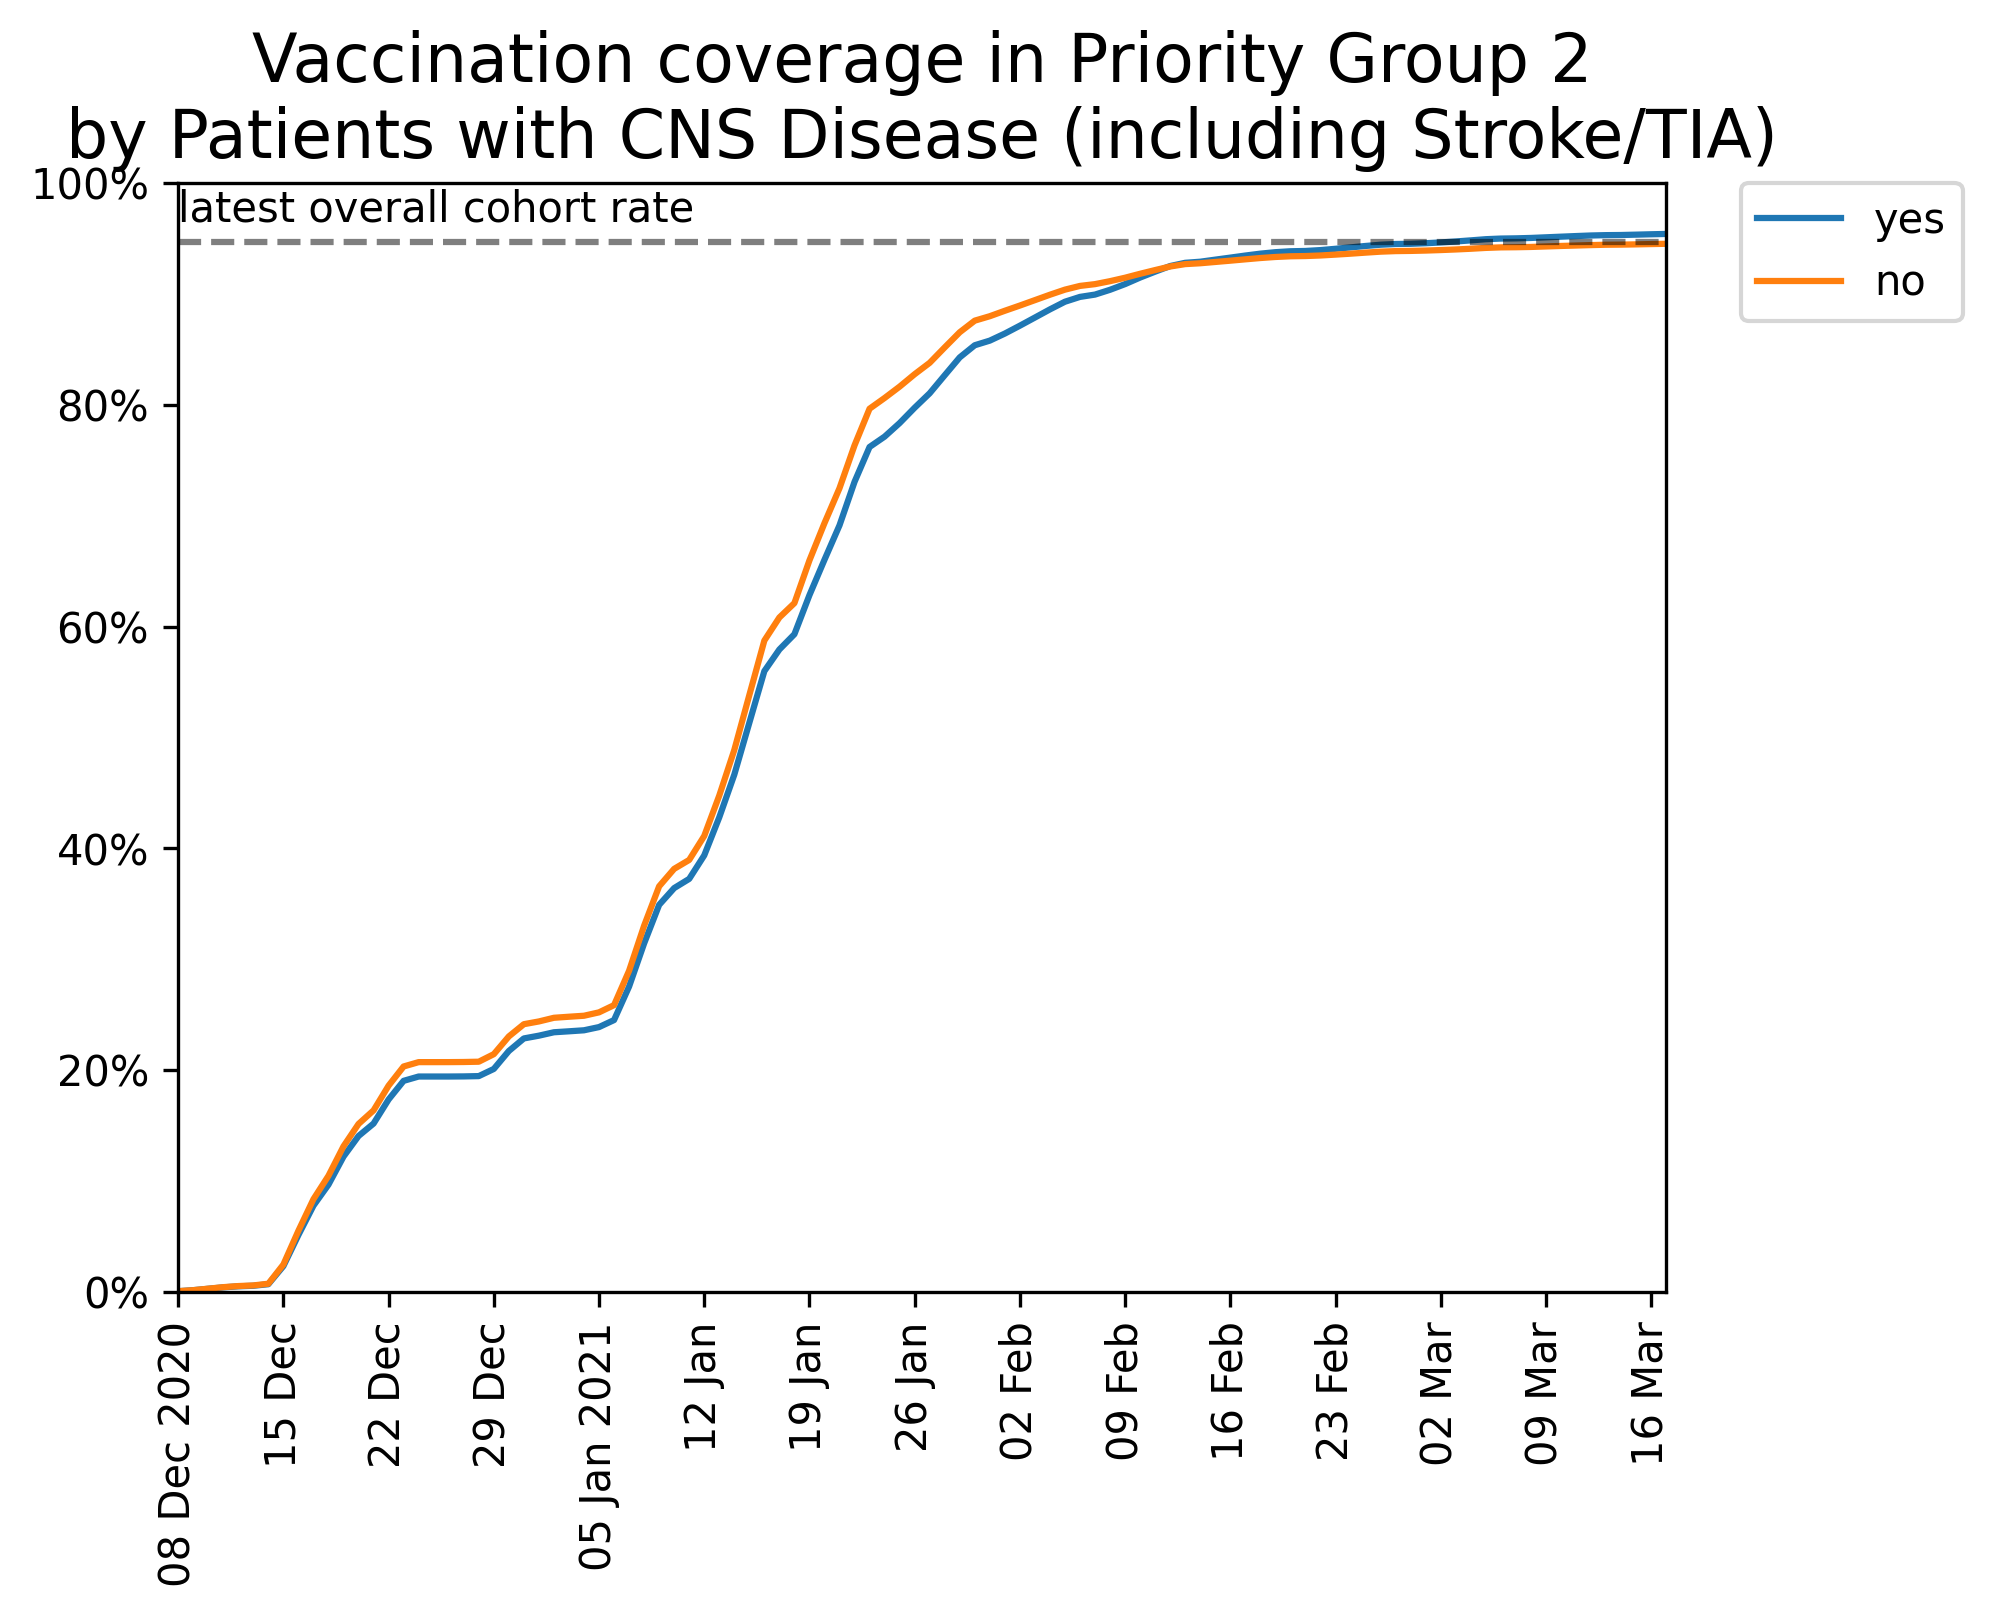 Vaccination coverage in Priority Group 2
by Patients with CNS Disease (including Stroke/TIA)
100%
latest overall cohort rate
yes
no
80%
60%
40%
20%
0%
08 Dec 2020
15 Dec
22 Dec
29 Dec
05 Jan 2021
12 Jan
19 Jan
26 Jan
02 Feb
09 Feb
16 Feb
23 Feb
02 Mar
09 Mar
16 Mar